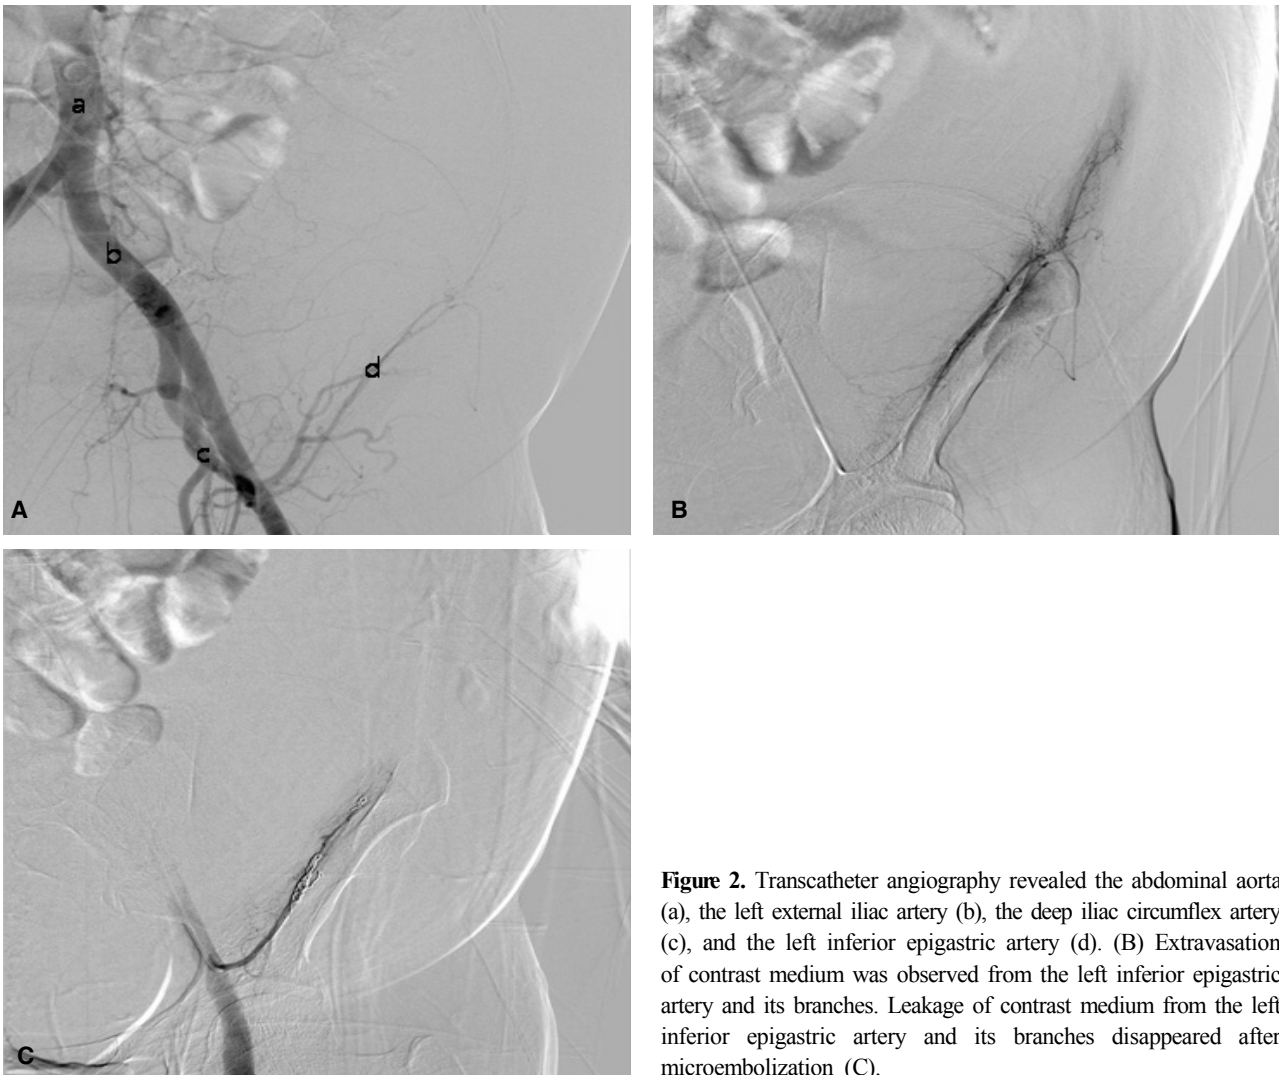 a
b
d
c
A
B
C
Figure 2. Transcatheter angiography revealed the abdominal aorta
(a), the left external iliac artery (b), the deep iliac circumflex artery
(c), and the left inferior epigastric artery (d). (B) Extravasation
of contrast medium was observed from the left inferior epigastric
artery and its branches. Leakage of contrast medium from the left
inferior epigastric artery and its branches disappeared after
microembolization (C).